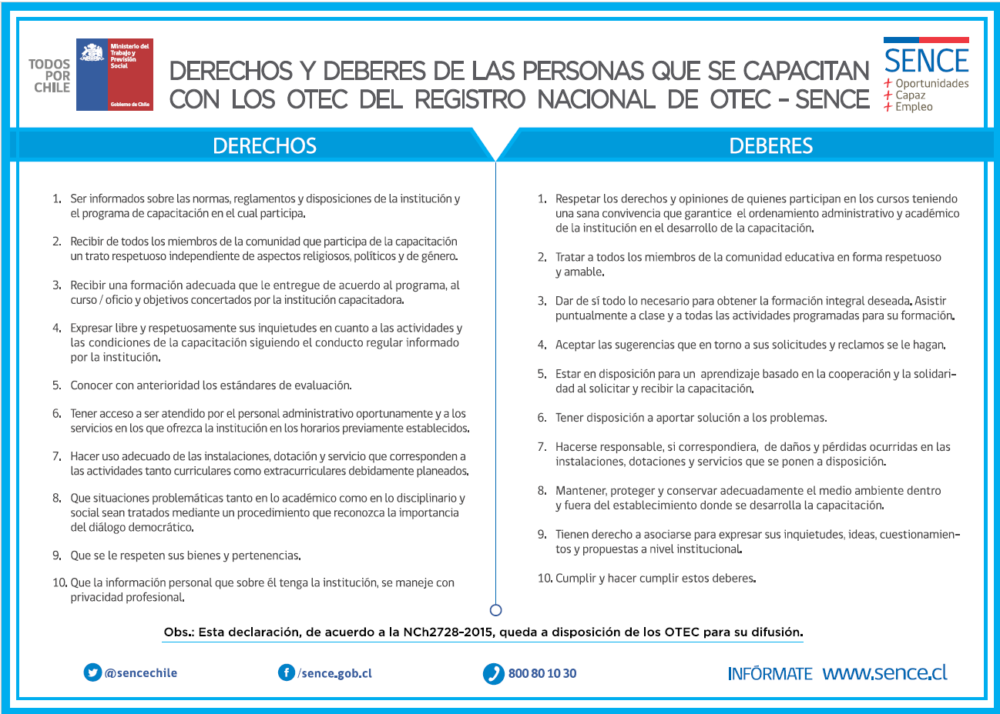 TODOS
POR
CHILE
Ministerio del
Trabajo y
Previsión
Social
Gobierno de Chile
DERECHOS Y DEBERES DE LAS PERSONAS QUE SE CAPACITAN
CON LOS OTEC DEL REGISTRO NACIONAL DE OTEC - SENCE
SENCE
+ Oportunidades
+ Capaz
+ Empleo
DERECHOS
1. Ser informados sobre las normas, reglamentos y disposiciones de la institución y
el programa de capacitación en el cual participa.
2. Recibir de todos los miembros de la comunidad que participa de la capacitación
un trato respetuoso independiente de aspectos religiosos, políticos y de género.
3. Recibir una formación adecuada que le entregue de acuerdo al programa, al
curso / oficio y objetivos concertados por la institución capacitadora.
4. Expresar libre y respetuosamente sus inquietudes en cuanto a las actividades y
las condiciones de la capacitación siguiendo el conducto regular informado
por la institución.
5. Conocer con anterioridad los estándares de evaluación.
6. Tener acceso a ser atendido por el personal administrativo oportunamente y a los
servicios en los que ofrezca la institución en los horarios previamente establecidos.
7. Hacer uso adecuado de las instalaciones, dotación y servicio que corresponden a
las actividades tanto curriculares como extracurriculares debidamente planeados.
8. Que situaciones problemáticas tanto en lo académico como en lo disciplinario y
social sean tratados mediante un procedimiento que reconozca la importancia
del diálogo democrático.
9. Que se le respeten sus bienes y pertenencias.
10. Que la información personal que sobre él tenga la institución, se maneje con
privacidad profesional.
DEBERES
1. Respetar los derechos y opiniones de quienes participan en los cursos teniendo
una sana convivencia que garantice el ordenamiento administrativo y académico
de la institución en el desarrollo de la capacitación.
2. Tratar a todos los miembros de la comunidad educativa en forma respetuoso
y amable.
3. Dar de sí todo lo necesario para obtener la formación integral deseada. Asistir
puntualmente a clase y a todas las actividades programadas para su formación.
4. Aceptar las sugerencias que en torno a sus solicitudes y reclamos se le hagan.
5. Estar en disposición para un aprendizaje basado en la cooperación y la solidari-
dad al solicitar y recibir la capacitación.
6. Tener disposición a aportar solución a los problemas.
7. Hacerse responsable, si correspondiera, de daños y pérdidas ocurridas en las
instalaciones, dotaciones y servicios que se ponen a disposición.
8. Mantener, proteger y conservar adecuadamente el medio ambiente dentro
y fuera del establecimiento donde se desarrolla la capacitación.
9. Tienen derecho a asociarse para expresar sus inquietudes, ideas, cuestionamien-
tos y propuestas a nivel institucional.
10. Cumplir y hacer cumplir estos deberes.
Obs.: Esta declaración, de acuerdo a la NCh2728-2015, queda a disposición de los OTEC para su difusión.
@sencechile
/sence.gob.cl
800 80 10 30
INFÓRMATE www.sence.cl